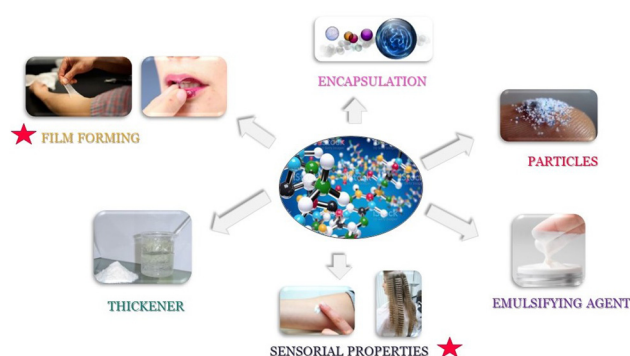 ENCAPSULATION
FILM FORMING
PARTICLES
THICKENER
EMULSIFYING AGENT
SENSORIAL PROPERTIES